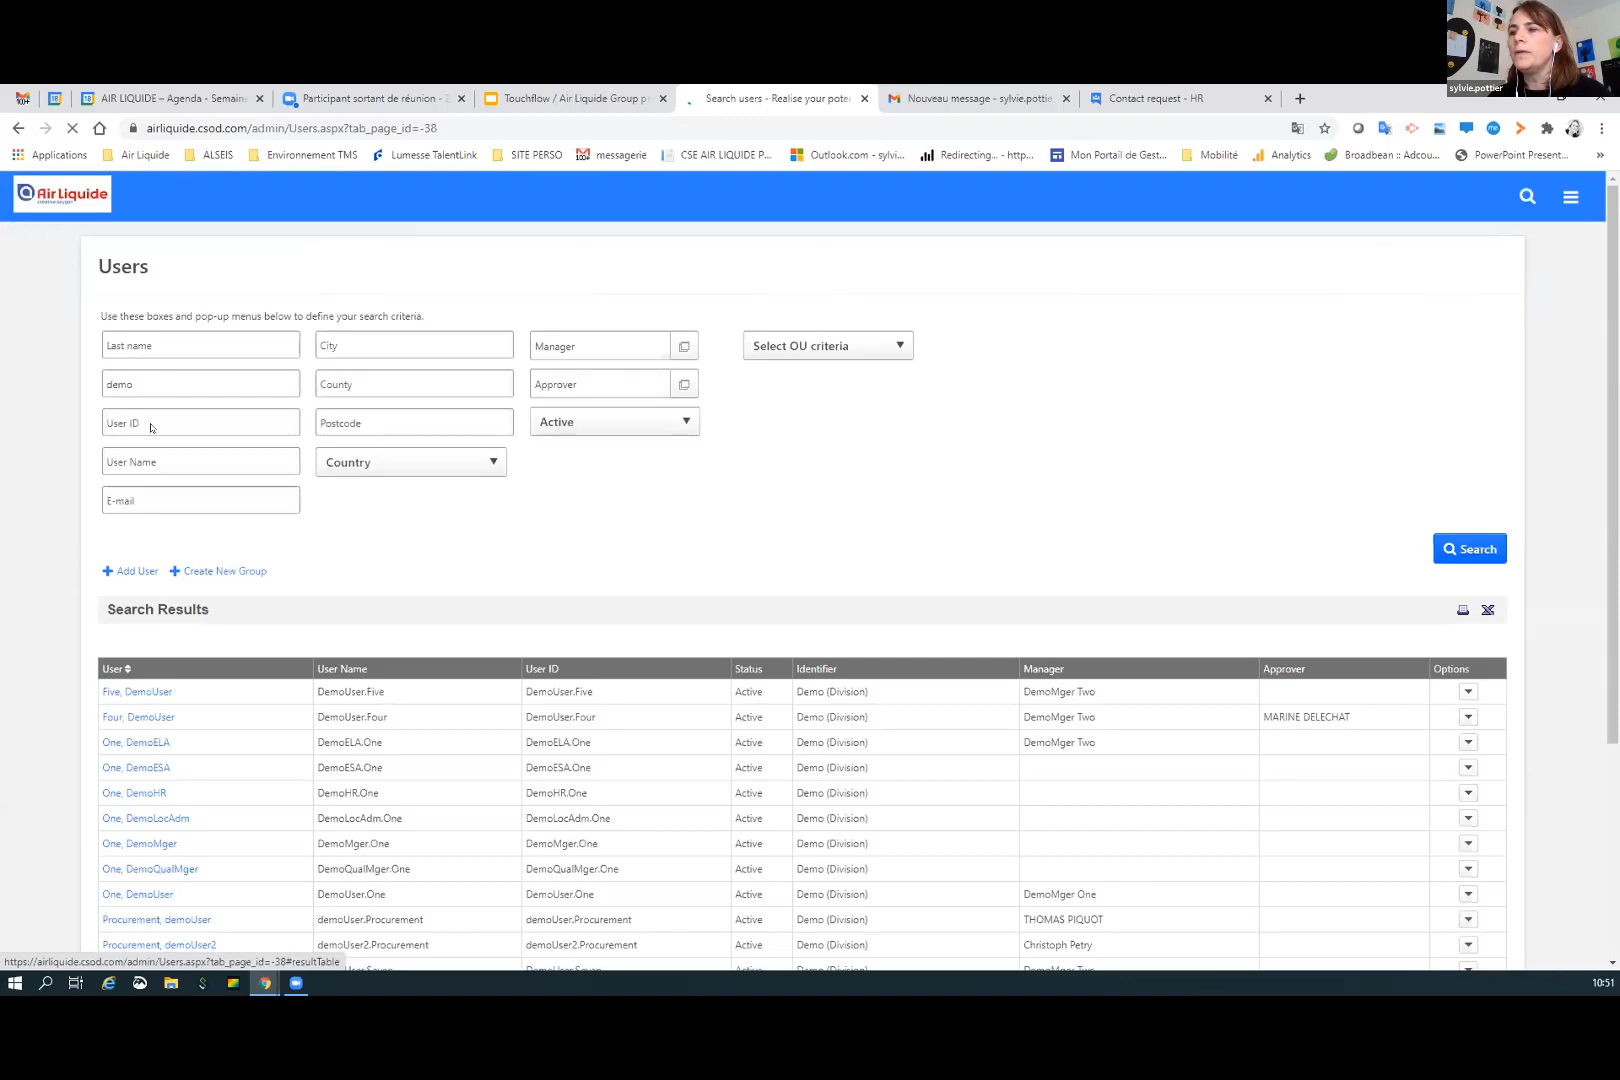 sylvie.pottier
AIR LIQUIDE – Agenda - Semaine
Participant sortant de réunion -
Touchflow / Air Liquide Group p
Search users - Realise your pote
Nouveau message - sylvie.pottie
Contact request - HR
airliquide.csod.com/admin/Users.aspx?tab_page_id=-38
Applications
Air Liquide
ALSEIS
Environnement TMS
Lumesse TalentLink
SITE PERSO
messagerie
CSE AIR LIQUIDE P...
Outlook.com - sylvi...
Redirecting... - http...
Mon Portail de Gest...
Mobilité
Analytics
Broadbean :: Adcou...
PowerPoint Present...
»
Air Liquide
creative oxygen
Users
Use these boxes and pop-up menus below to define your search criteria.
Last name City Manager Select OU criteria
demo County Approver
User ID Postcode Active
User Name Country
E-mail
Search
Add User Create New Group
Search Results
User User Name User ID Status Identifier Manager Approver Options
Five, DemoUser DemoUser.Five DemoUser.Five Active Demo (Division) DemoMger Two
Four, DemoUser DemoUser.Four DemoUser.Four Active Demo (Division) DemoMger Two MARINE DELECHAT
One, DemoELA DemoELA.One DemoELA.One Active Demo (Division) DemoMger Two
One, DemoESA DemoESA.One DemoESA.One Active Demo (Division)
One, DemoHR DemoHR.One DemoHR.One Active Demo (Division)
One, DemoLocAdm DemoLocAdm.One DemoLocAdm.One Active Demo (Division)
One, DemoMger DemoMger.One DemoMger.One Active Demo (Division)
One, DemoQualMger DemoQualMger.One DemoQualMger.One Active Demo (Division)
One, DemoUser DemoUser.One DemoUser.One Active Demo (Division) DemoMger One
Procurement, demoUser demoUser.Procurement demoUser.Procurement Active Demo (Division) THOMAS PIQUOT
Procurement, demoUser2 demoUser2.Procurement demoUser2.Procurement Active Demo (Division) Christoph Petry
https://airliquide.csod.com/admin/Users.aspx?tab_page_id=-38#resultTable
10:51